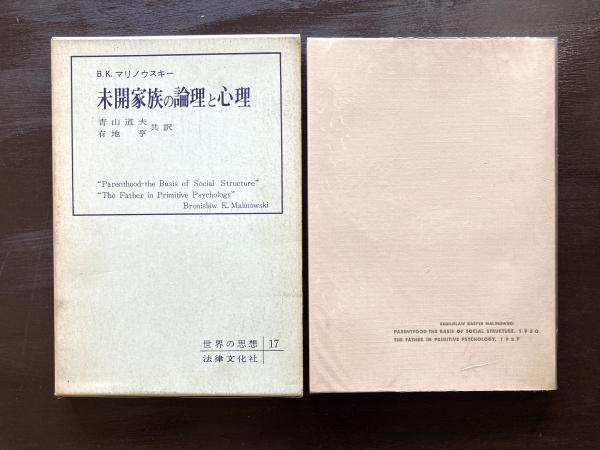 B.K.マリノウスキー
未開家族の論理と心理
青山道夫
有地 亨
共訳
"Parenthood-the Basis of Social Structure"
"The Father in Primitive Psychology"
Bronislaw K. Malinowski
世界の思想 17
法律文化社
BRONISLAW KASPER MALINOWSKI
PARENTFOOD-THE BASIS OF SOCIAL STRUCTURE, 1930
THE FATHER IN PRIMITIVE PSYCHOLOGY, 1927